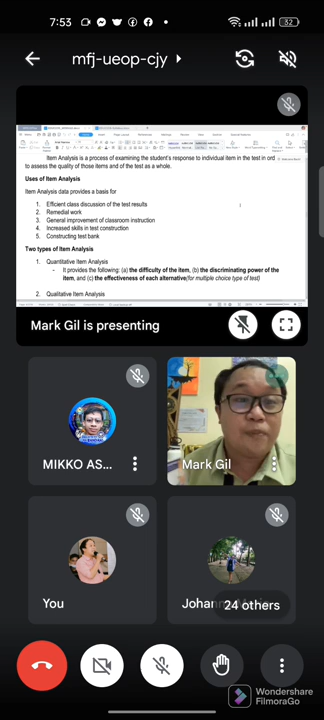 7:53
32
mfj-ueop-cjy
Item Analysis is a process of examining the student's response to individual item in the test in ord
to assess the quality of those items and of the test as a whole.
Uses of Item Analysis
Item Analysis data provides a basis for
1. Efficient class discussion of the test results
2. Remedial work
3. General improvement of classroom instruction
4. Increased skills in test construction
5. Constructing test bank
Two types of Item Analysis
1. Quantitative Item Analysis
- It provides the following: (a) the difficulty of the item, (b) the discriminating power of the
item, and (c) the effectiveness of each alternative(for multiple choice type of test)
2. Qualitative Item Analysis
Mark Gil is presenting
MIKKO AS...
Mark Gil
You
Johann
24 others
Wondershare
FilmoraGo